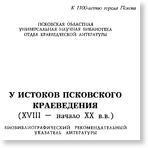 К 1100-летию города Пскова
ПСКОВСКАЯ ОБЛАСТНАЯ
УНИВЕРСАЛЬНАЯ НАУЧНАЯ БИБЛИОТЕКА
ОТДЕЛ КРАЕВЕДЧЕСКОЙ ЛИТЕРАТУРЫ
У ИСТОКОВ ПСКОВСКОГО
КРАЕВЕДЕНИЯ
(XVIII — начало XX в.в.)
БИОБИБЛИОГРАФИЧЕСКИЙ РЕКОМЕНДАТЕЛЬНЫЙ
УКАЗАТЕЛЬ ЛИТЕРАТУРЫ